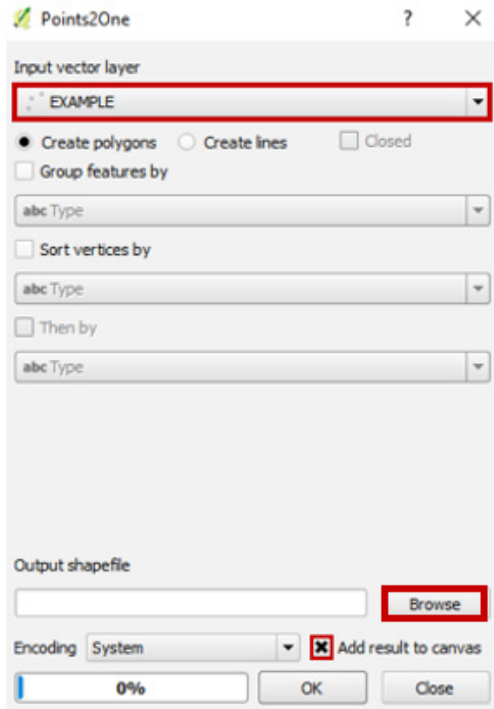 Points2One ? ×
Input vector layer
EXAMPLE
Create polygons Create lines Closed
Group features by
abc Type
Sort vertices by
abc Type
Then by
abc Type
Output shapefile
Browse
Encoding System Add result to canvas
0% OK Close